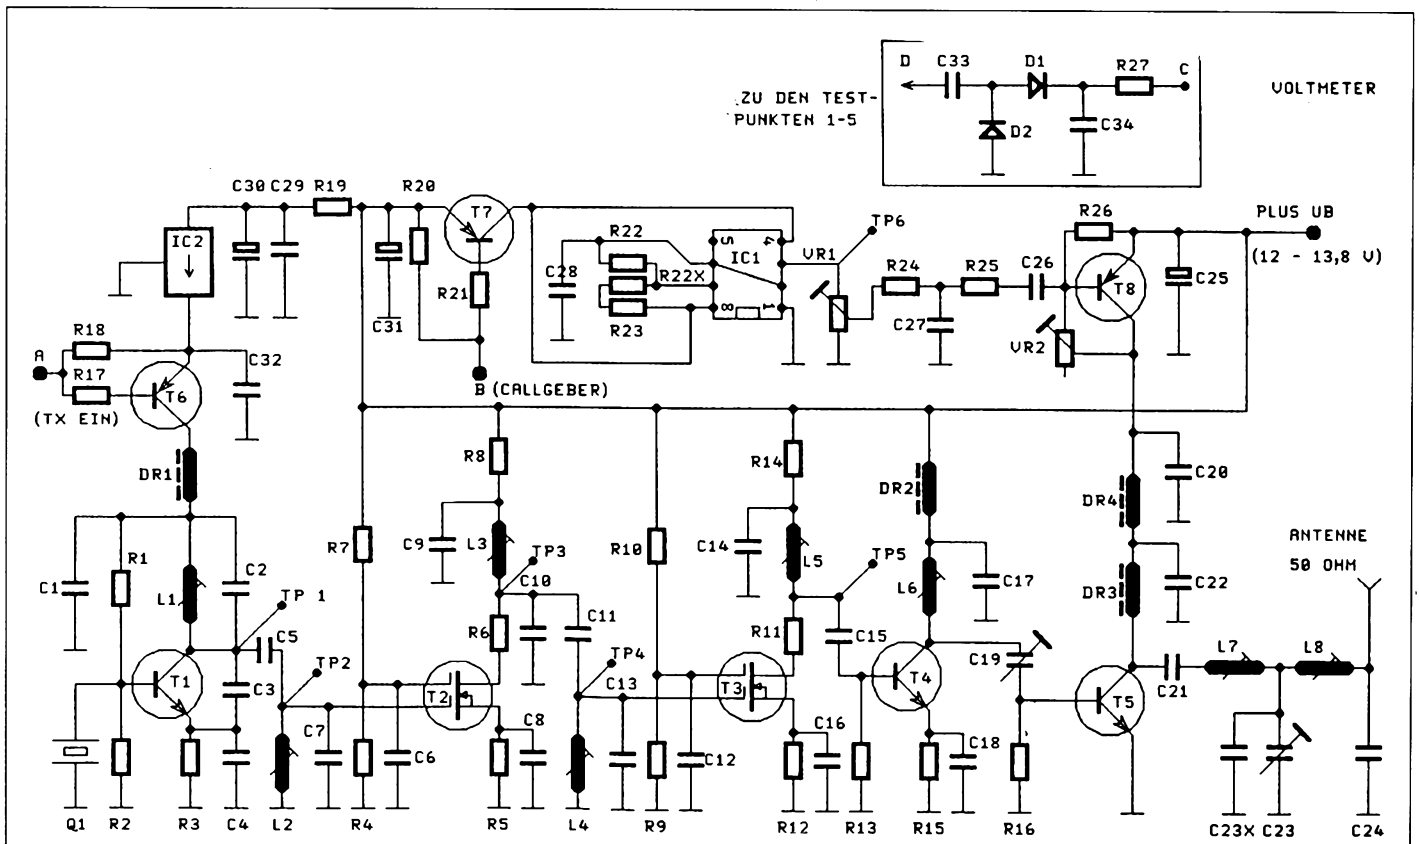 D C33 D1 R27 C
VOLTMETER
ZU DEN TEST-
PUNKTEN 1-5
D2 C34
C30 C29 R19 R20
T7
IC2
R21
C31
R22
R22X
R23
C28
5 4
IC1
8 1
TP6
VR1
R24 R25 C26
C27
R26
T8
VR2
C25
PLUS UB
(12 - 13,8 V)
A
R18
R17
T6
C32
(TX EIN)
B (CALLGEBER)
DR1
R8
R14
DR2
DR4
C20
R7
C9
L3
TP3
C10
R10
C14
L5
TP5
L6
C17
DR3
C22
ANTENNE
50 OHM
C1
R1
L1
C2
TP 1
C5
TP2
R6
C11
TP4
R11
C15
C19
L7 L8
T1
C3
T2
C13
T3
T4
T5
C21
C7
C6
C8
C12
C16
C18
Q1 R2 R3 C4 L2 R4 R5 L4 R9 R12 R13 R15 R16 C23X C23 C24